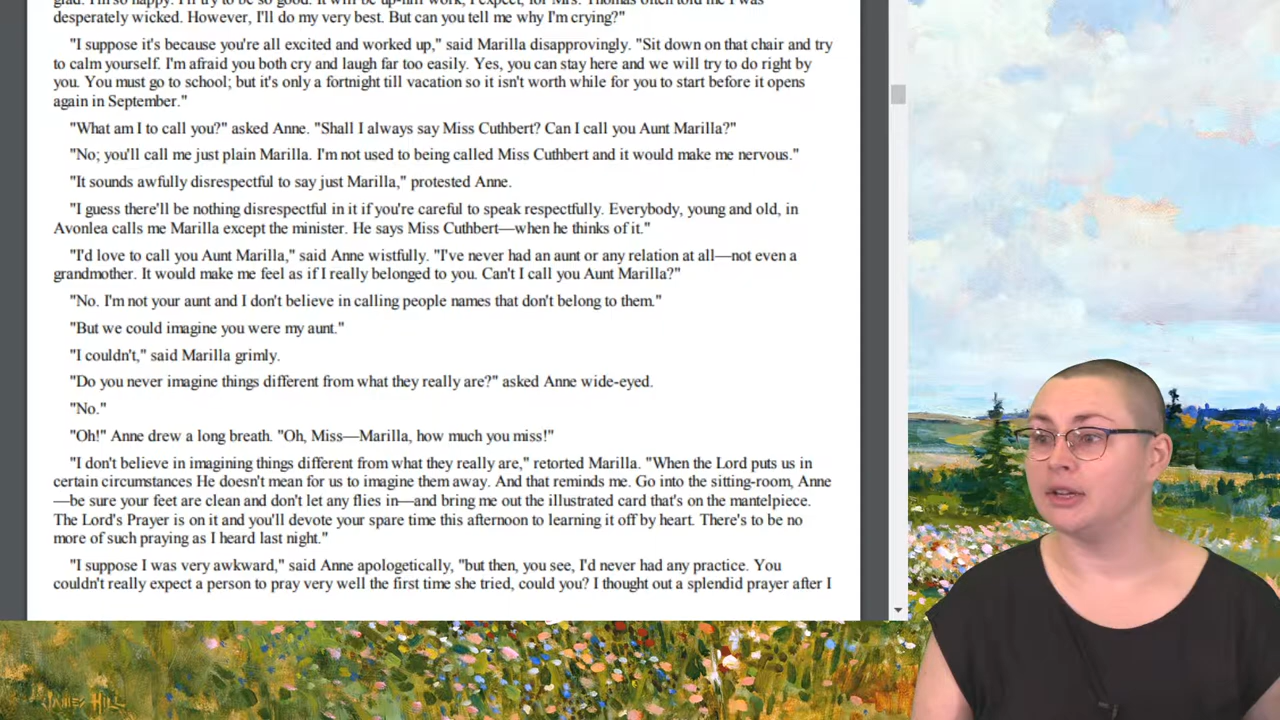 desperately wicked. However, I'll do my very best. But can you tell me why I'm crying?"
"I suppose it's because you're all excited and worked up," said Marilla disapprovingly. "Sit down on that chair and try
to calm yourself. I'm afraid you both cry and laugh far too easily. Yes, you can stay here and we will try to do right by
you. You must go to school; but it's only a fortnight till vacation so it isn't worth while for you to start before it opens
again in September."
"What am I to call you?" asked Anne. "Shall I always say Miss Cuthbert? Can I call you Aunt Marilla?"
"No; you'll call me just plain Marilla. I'm not used to being called Miss Cuthbert and it would make me nervous."
"It sounds awfully disrespectful to say just Marilla," protested Anne.
"I guess there'll be nothing disrespectful in it if you're careful to speak respectfully. Everybody, young and old, in
Avonlea calls me Marilla except the minister. He says Miss Cuthbert—when he thinks of it."
"I'd love to call you Aunt Marilla," said Anne wistfully. "I've never had an aunt or any relation at all—not even a
grandmother. It would make me feel as if I really belonged to you. Can't I call you Aunt Marilla?"
"No. I'm not your aunt and I don't believe in calling people names that don't belong to them."
"But we could imagine you were my aunt."
"I couldn't," said Marilla grimly.
"Do you never imagine things different from what they really are?" asked Anne wide-eyed.
"No."
"Oh!" Anne drew a long breath. "Oh, Miss—Marilla, how much you miss!"
"I don't believe in imagining things different from what they really are," retorted Marilla. "When the Lord puts us in
certain circumstances He doesn't mean for us to imagine them away. And that reminds me. Go into the sitting-room, Anne
—be sure your feet are clean and don't let any flies in—and bring me out the illustrated card that's on the mantelpiece.
The Lord's Prayer is on it and you'll devote your spare time this afternoon to learning it off by heart. There's to be no
more of such praying as I heard last night."
"I suppose I was very awkward," said Anne apologetically, "but then, you see, I'd never had any practice. You
couldn't really expect a person to pray very well the first time she tried, could you? I thought out a splendid prayer after I
JAMES HILL